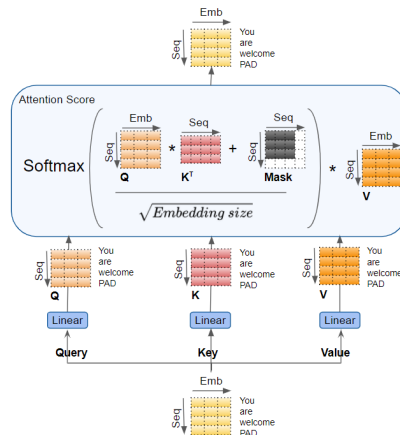 Emb
Seq
You
are
welcome
PAD
Attention Score
Softmax
Emb
Seq
Q
*
Seq
K^T
+
Seq
Seq
Mask
*
Emb
Seq
V
√Embedding size
Seq
Q
You
are
welcome
PAD
Seq
K
You
are
welcome
PAD
Seq
V
You
are
welcome
PAD
Linear
Linear
Linear
Query
Key
Value
Emb
Seq
You
are
welcome
PAD